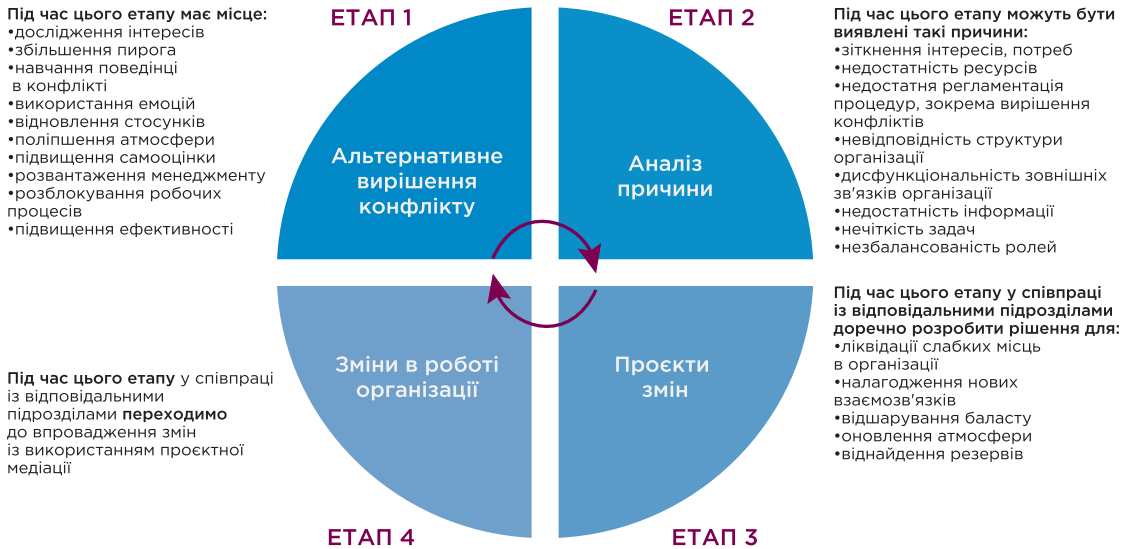 ЕТАП 1
Під час цього етапу має місце:
•дослідження інтересів
•збільшення пирога
•навчання поведінці
в конфлікті
•використання емоцій
•відновлення стосунків
•поліпшення атмосфери
•підвищення самооцінки
•розвантаження менеджменту
•розблокування робочих
процесів
•підвищення ефективності
Альтернативне
вирішення
конфлікту
ЕТАП 2
Під час цього етапу можуть бути
виявлені такі причини:
•зіткнення інтересів, потреб
•недостатність ресурсів
•недостатня регламентація
процедур, зокрема вирішення
конфліктів
•невідповідність структури
організації
•дисфункціональність зовнішніх
зв'язків організації
•недостатність інформації
•нечіткість задач
•незбалансованість ролей
Аналіз
причини
Під час цього етапу у співпраці
із відповідальними підрозділами
доречно розробити рішення для:
•ліквідації слабких місць
в організації
•налагодження нових
взаємозв'язків
•відшарування баласту
•оновлення атмосфери
•віднайдення резервів
Проєкти
змін
ЕТАП 3
Під час цього етапу у співпраці
із відповідальними
підрозділами переходимо
до впровадження змін
із використанням проєктної
медіації
Зміни в роботі
організації
ЕТАП 4